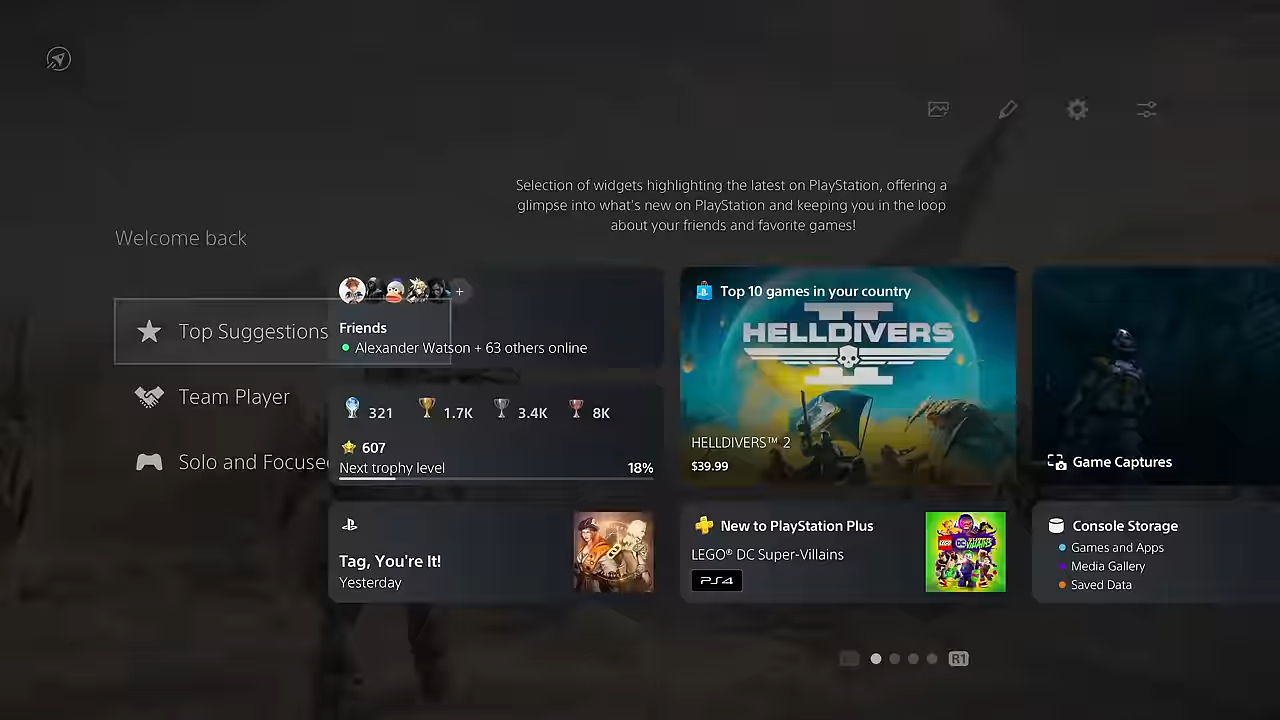 Selection of widgets highlighting the latest on PlayStation, offering a
glimpse into what's new on PlayStation and keeping you in the loop
about your friends and favorite games!
Welcome back
Top Suggestions
Team Player
Solo and Focused
+
Friends
Alexander Watson + 63 others online
321 1.7K 3.4K 8K
607
Next trophy level 18%
Tag, You're It!
Yesterday
Top 10 games in your country
HELLDIVERS
II
HELLDIVERS™ 2
$39.99
New to PlayStation Plus
LEGO® DC Super-Villains
PS4
LEGO DC
Game Captures
Console Storage
Games and Apps
Media Gallery
Saved Data
R1